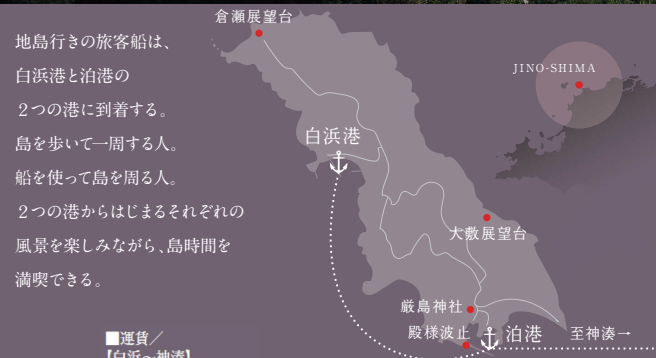 地島行きの旅客船は、
白浜港と泊港の
２つの港に到着する。
島を歩いて一周する人。
船を使って島を周る人。
２つの港からはじまるそれぞれの
風景を楽しみながら、島時間を
満喫できる。
倉瀬展望台
JINO-SHIMA
白浜港
大敷展望台
厳島神社
殿様波止
泊港
至神湊→
■運賃／
【白浜〜神湊】